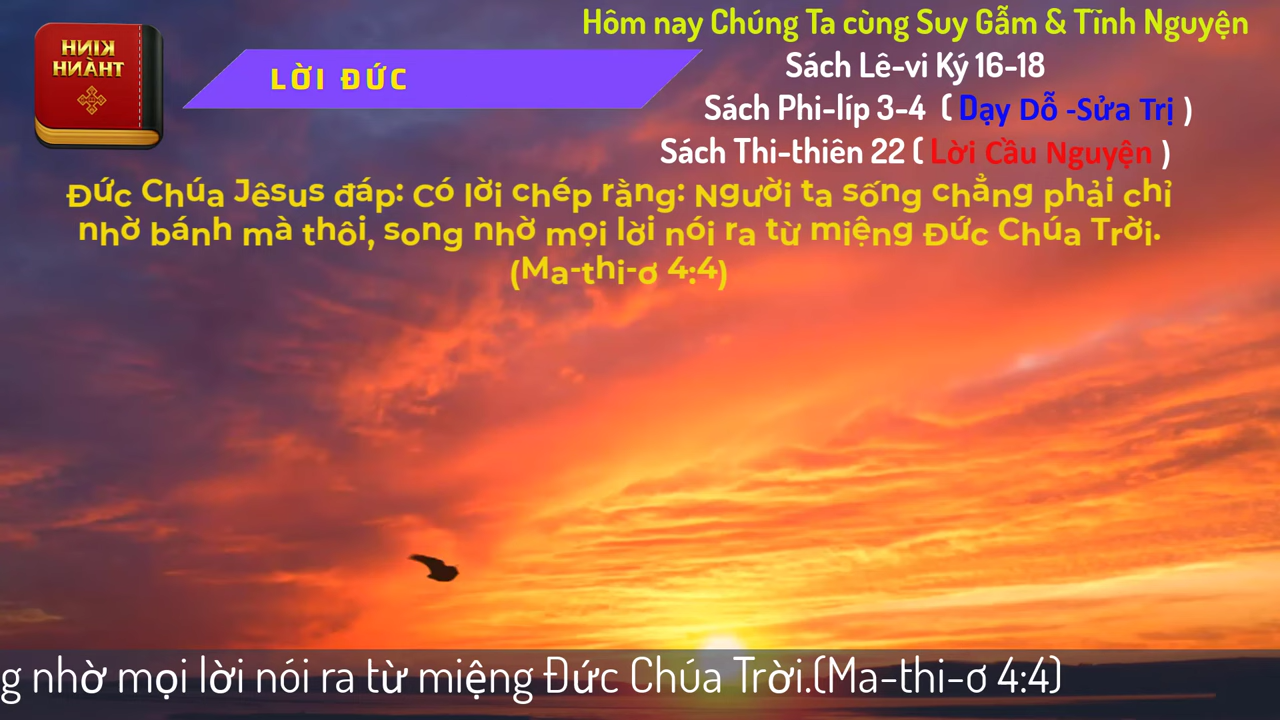 KINH
THÀNH
LỜI ĐỨC
Hôm nay Chúng Ta cùng Suy Gẫm & Tĩnh Nguyện
Sách Lê-vi Ký 16-18
Sách Phi-líp 3-4 ( Dạy Dỗ -Sửa Trị )
Sách Thi-thiên 22 ( Lời Cầu Nguyện )
Đức Chúa Jêsus đáp: Có lời chép rằng: Người ta sống chẳng phải chỉ
nhờ bánh mà thôi, song nhờ mọi lời nói ra từ miệng Đức Chúa Trời.
(Ma-thi-ơ 4:4)
g nhờ mọi lời nói ra từ miệng Đức Chúa Trời.(Ma-thi-ơ 4:4)